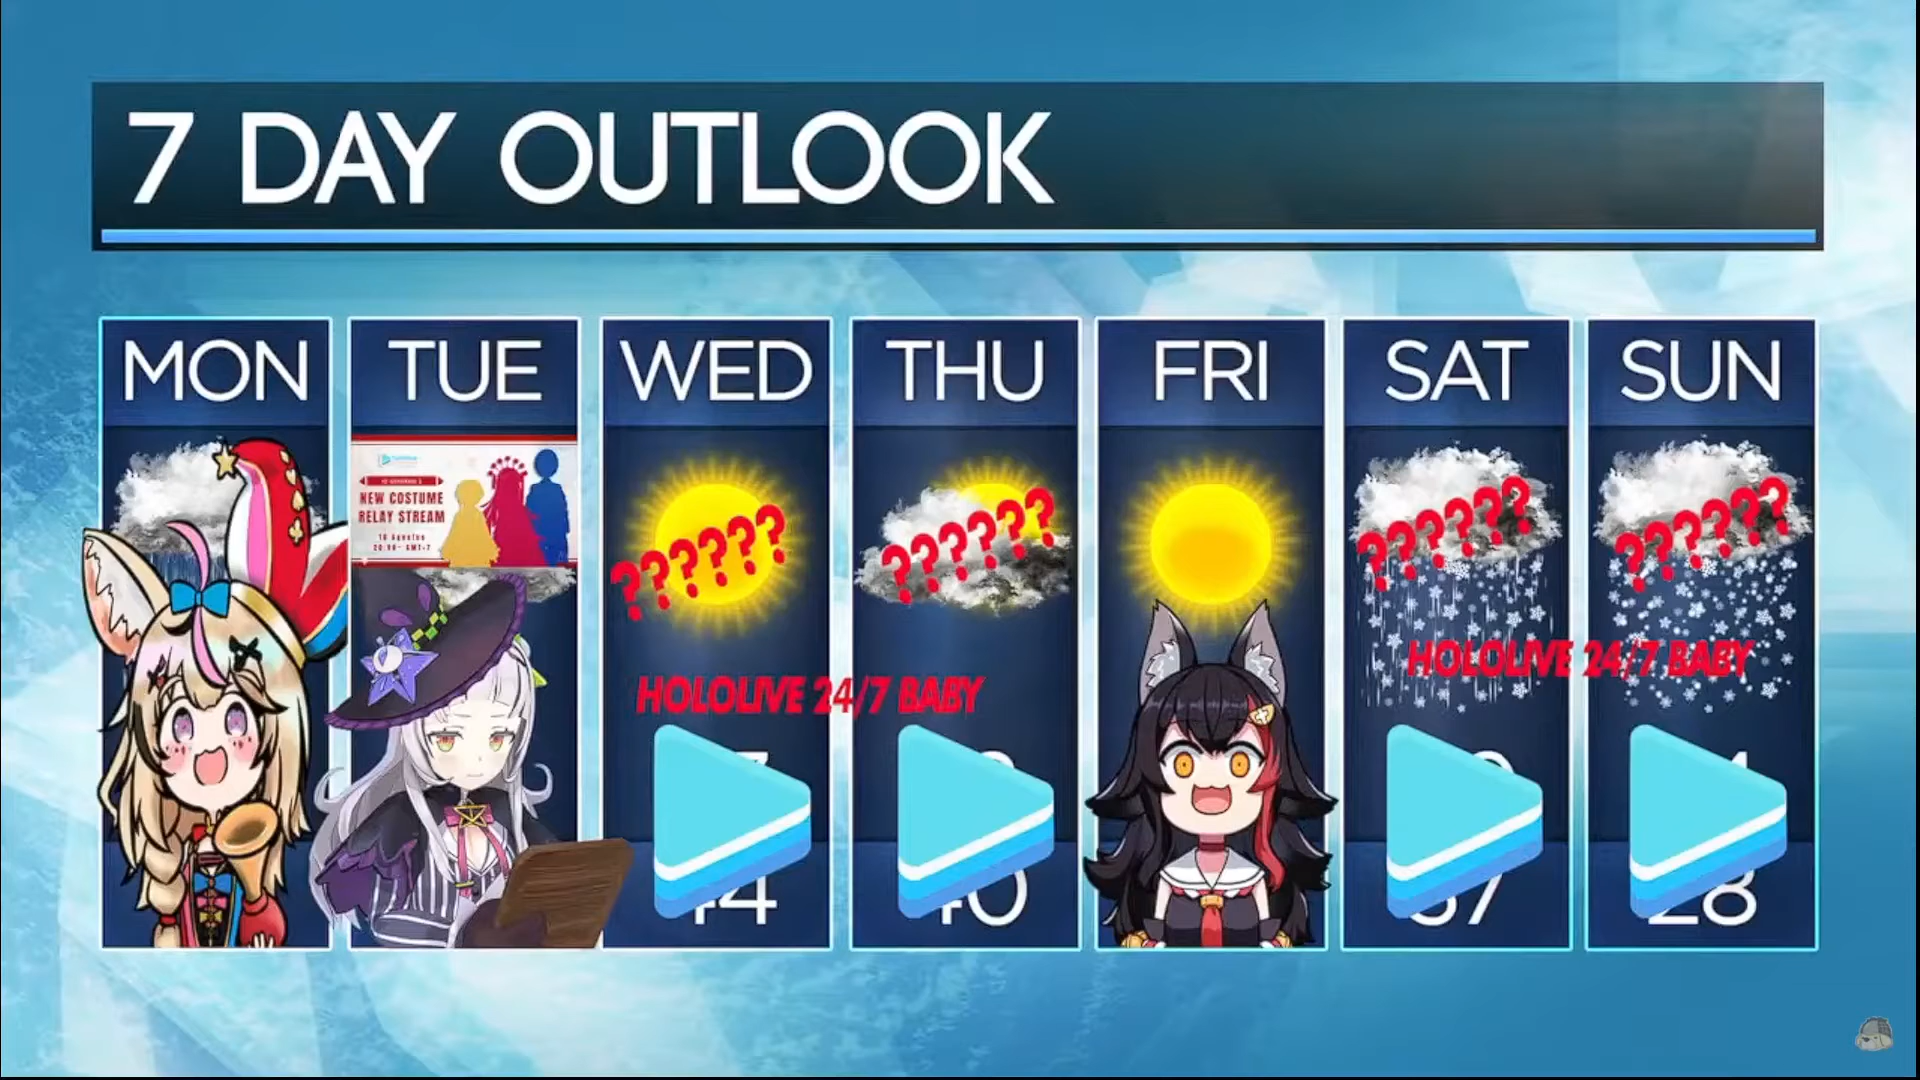 7 DAY OUTLOOK
MON TUE WED THU FRI SAT SUN
NEW COSTUME
RELAY STREAM
?????? ?????? ?????? ??????
HOLOLIVE 24/7 BABY
HOLOLIVE 24/7 BABY
28